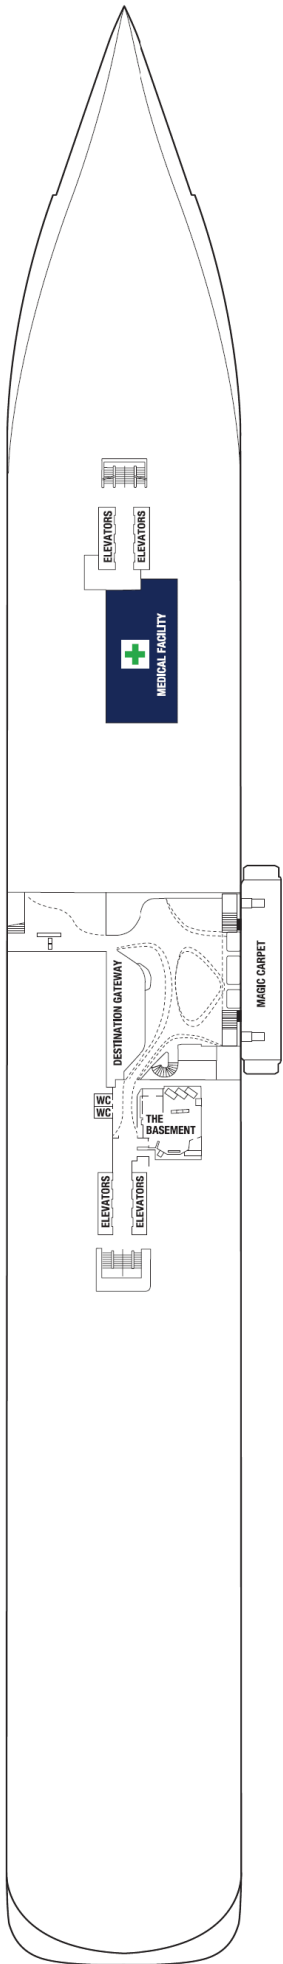 ELEVATORS
ELEVATORS
MEDICAL FACILITY
MAGIC CARPET
DESTINATION GATEWAY
WC
WC
THE
BASEMENT
ELEVATORS
ELEVATORS